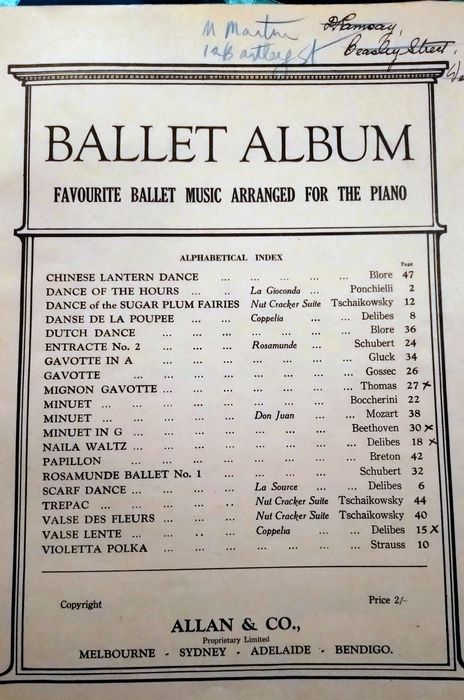 M Martin
12 Bartley St
Ramsay,
Beasley Street,
BALLET ALBUM
FAVOURITE BALLET MUSIC ARRANGED FOR THE PIANO
ALPHABETICAL INDEX
Page
CHINESE LANTERN DANCE ... ... ... ... Blore 47
DANCE OF THE HOURS ... .. La Gioconda ... Ponchielli 2
DANCE of the SUGAR PLUM FAIRIES Nut Cracker Suite Tschaikowsky 12
DANSE DE LA POUPEE ... ... Coppelia ... ... Delibes 8
DUTCH DANCE ... ... ... ... ... Blore 36
ENTRACTE No. 2 ... ... ... Rosamunde ... Schubert 24
GAVOTTE IN A ... ... ... ... ... ... Gluck 34
GAVOTTE ... ... ... ... ... ... Gossec 26
MIGNON GAVOTTE ... ... ... ... ... ... Thomas 27 x
MINUET ... ... ... ... ... ... Boccherini 22
MINUET ... ... ... ... Don Juan ... ... Mozart 38
MINUET IN G ... ... ... ... ... ... Beethoven 30 x
NAILA WALTZ ... ... ... ... ... ... Delibes 18 x
PAPILLON ... ... ... ... ... ... Breton 42
ROSAMUNDE BALLET No. 1 ... ... ... ... Schubert 32
SCARF DANCE ... ... ... ... La Source ... Delibes 6
TREPAC ... ... ... ... Nut Cracker Suite Tschaikowsky 44
VALSE DES FLEURS ... ... ... Nut Cracker Suite Tschaikowsky 40
VALSE LENTE ... ... .. ... Coppelia ... ... Delibes 15 X
VIOLETTA POLKA ... ... ... ... ... ... Strauss 10
Copyright
Price 2/-
ALLAN & CO.,
Proprietary Limited
MELBOURNE - SYDNEY - ADELAIDE - BENDIGO.